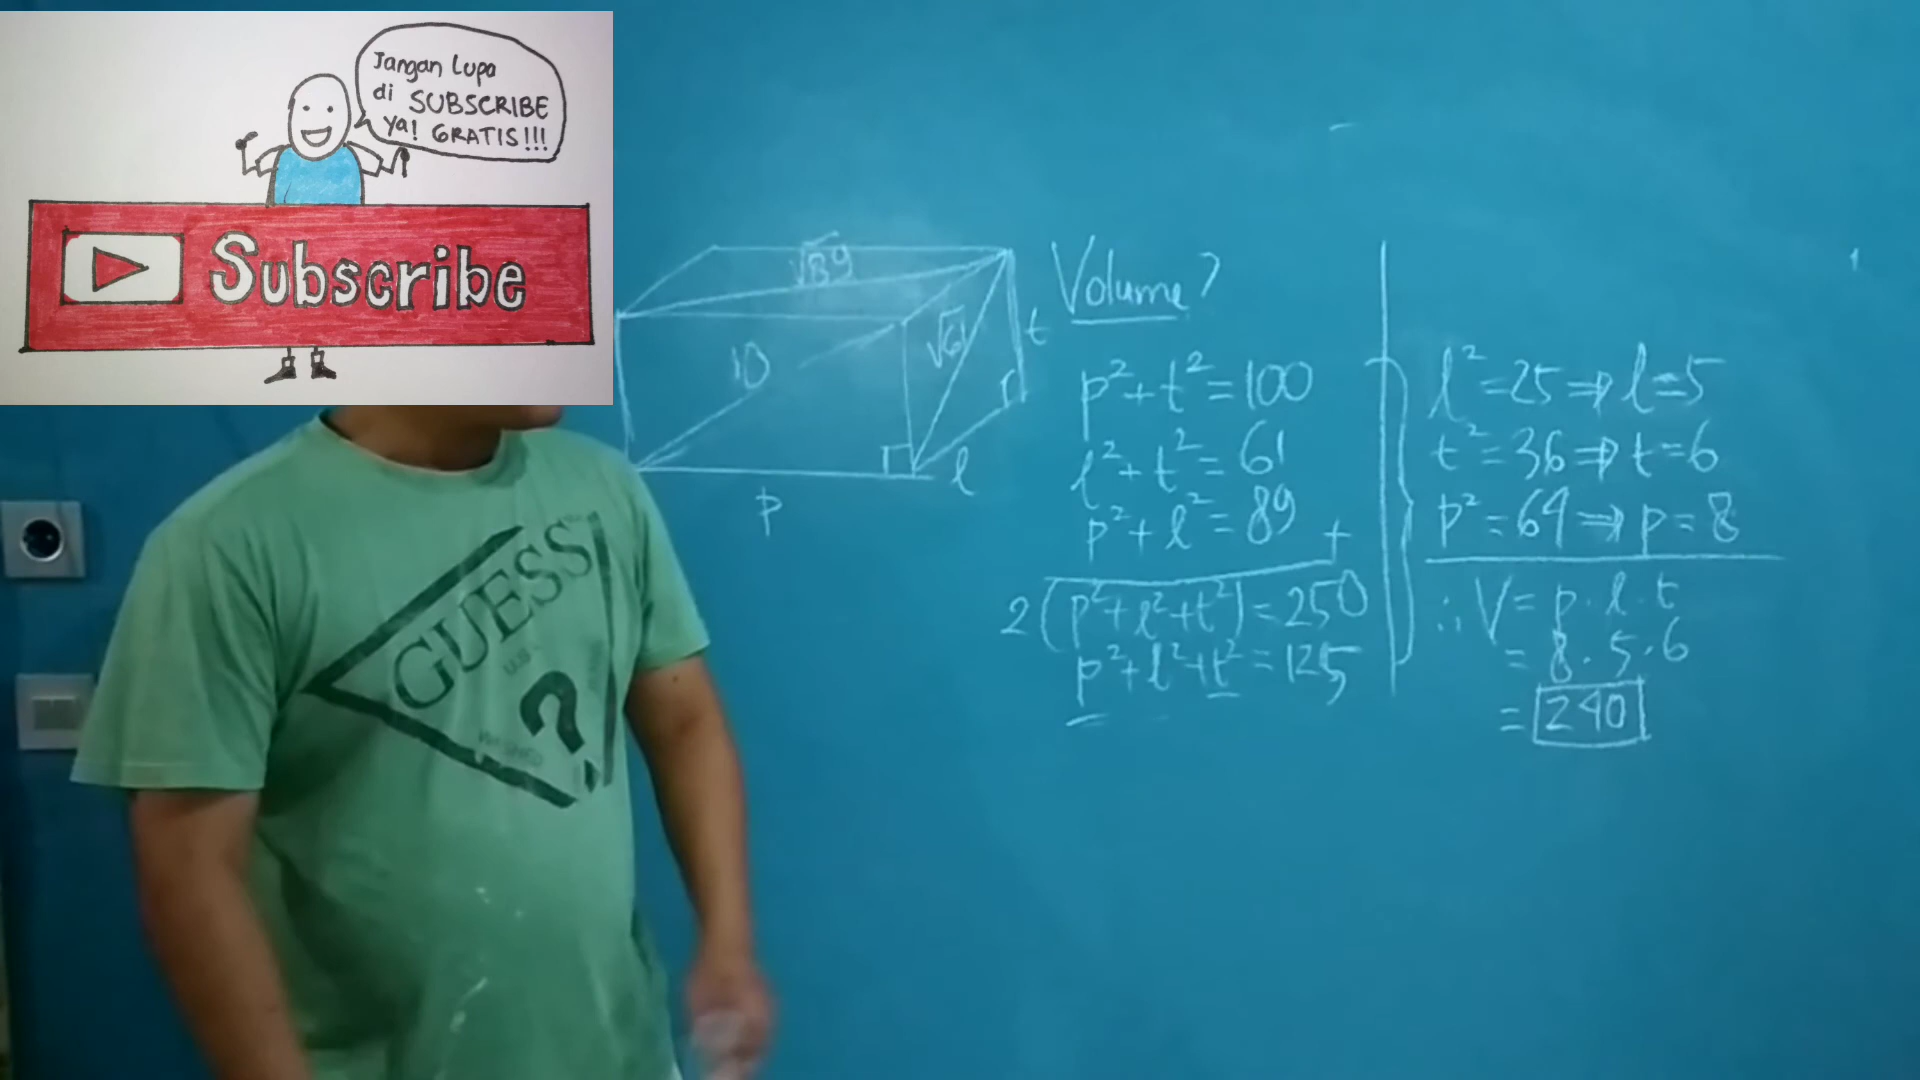 Jangan Lupa
di SUBSCRIBE
ya! GRATIS!!!
Subscribe
GUESS
?
√89
10
√61
t
l
p
Volume?
p² + t² = 100
l² + t² = 61
p² + l² = 89 +
2(p² + l² + t²) = 250
p² + l² + t² = 125
l² = 25 ⇒ l = 5
t² = 36 ⇒ t = 6
p² = 64 ⇒ p = 8
∴ V = p . l . t
= 8 . 5 . 6
= 240